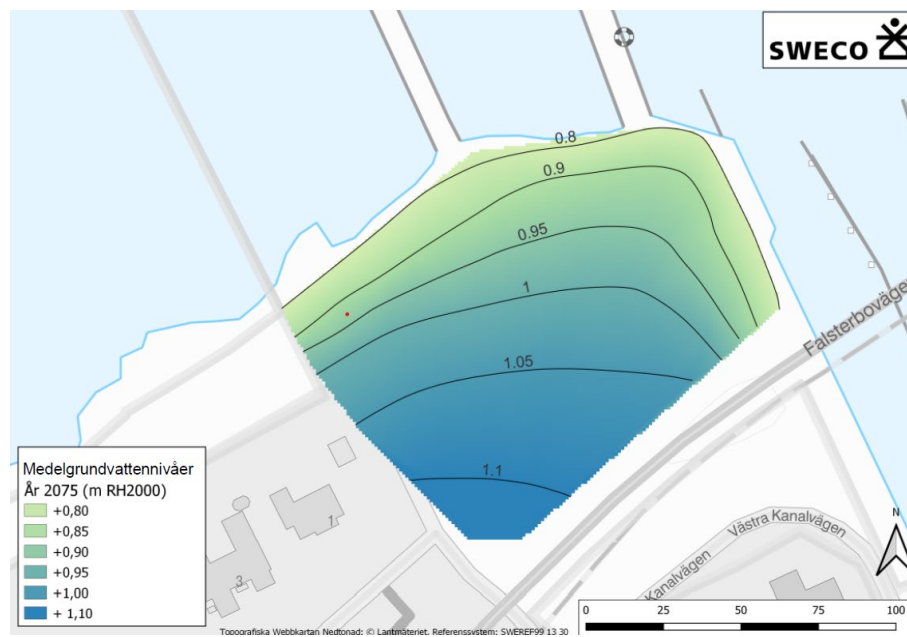 SWECO
0.8
0.9
0.95
1
1.05
1.1
Falsterbovägen
Västra Kanalvägen
Kanalvägen
1
3
N
Medelgrundvattennivåer
År 2075 (m RH2000)
+0,80
+0,85
+0,90
+0,95
+1,00
+ 1,10
0 25 50 75 100
Topografiska Webbkartan Nedtonad: © Lantmäteriet, Referenssystem: SWEREF99 13 30